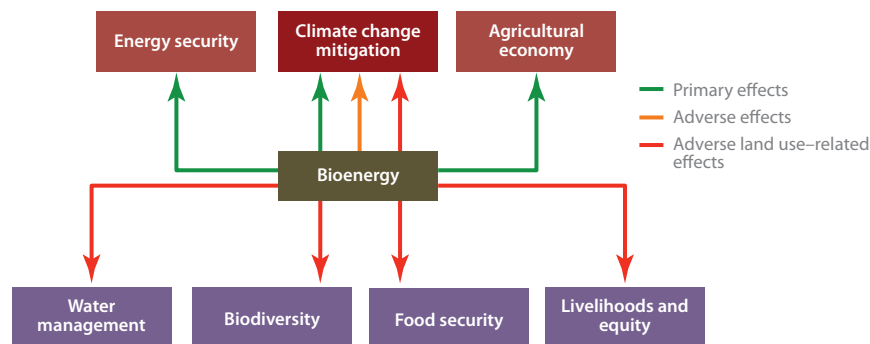 Energy security
Climate change
mitigation
Agricultural
economy
Primary effects
Adverse effects
Adverse land use–related
effects
Bioenergy
Water
management
Biodiversity
Food security
Livelihoods and
equity